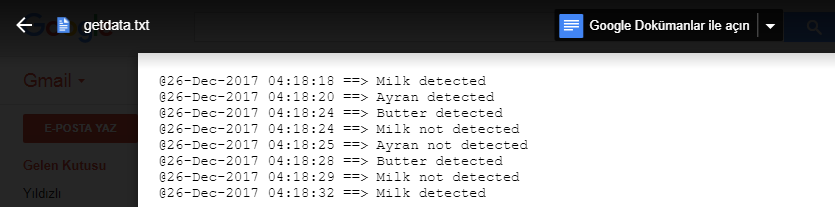 getdata.txt
Google Dokümanlar ile açın
Google
Gmail
E-POSTA YAZ
Gelen Kutusu
Yıldızlı
@26-Dec-2017 04:18:18 ==> Milk detected
@26-Dec-2017 04:18:20 ==> Ayran detected
@26-Dec-2017 04:18:24 ==> Butter detected
@26-Dec-2017 04:18:24 ==> Milk not detected
@26-Dec-2017 04:18:25 ==> Ayran not detected
@26-Dec-2017 04:18:28 ==> Butter detected
@26-Dec-2017 04:18:29 ==> Milk not detected
@26-Dec-2017 04:18:32 ==> Milk detected